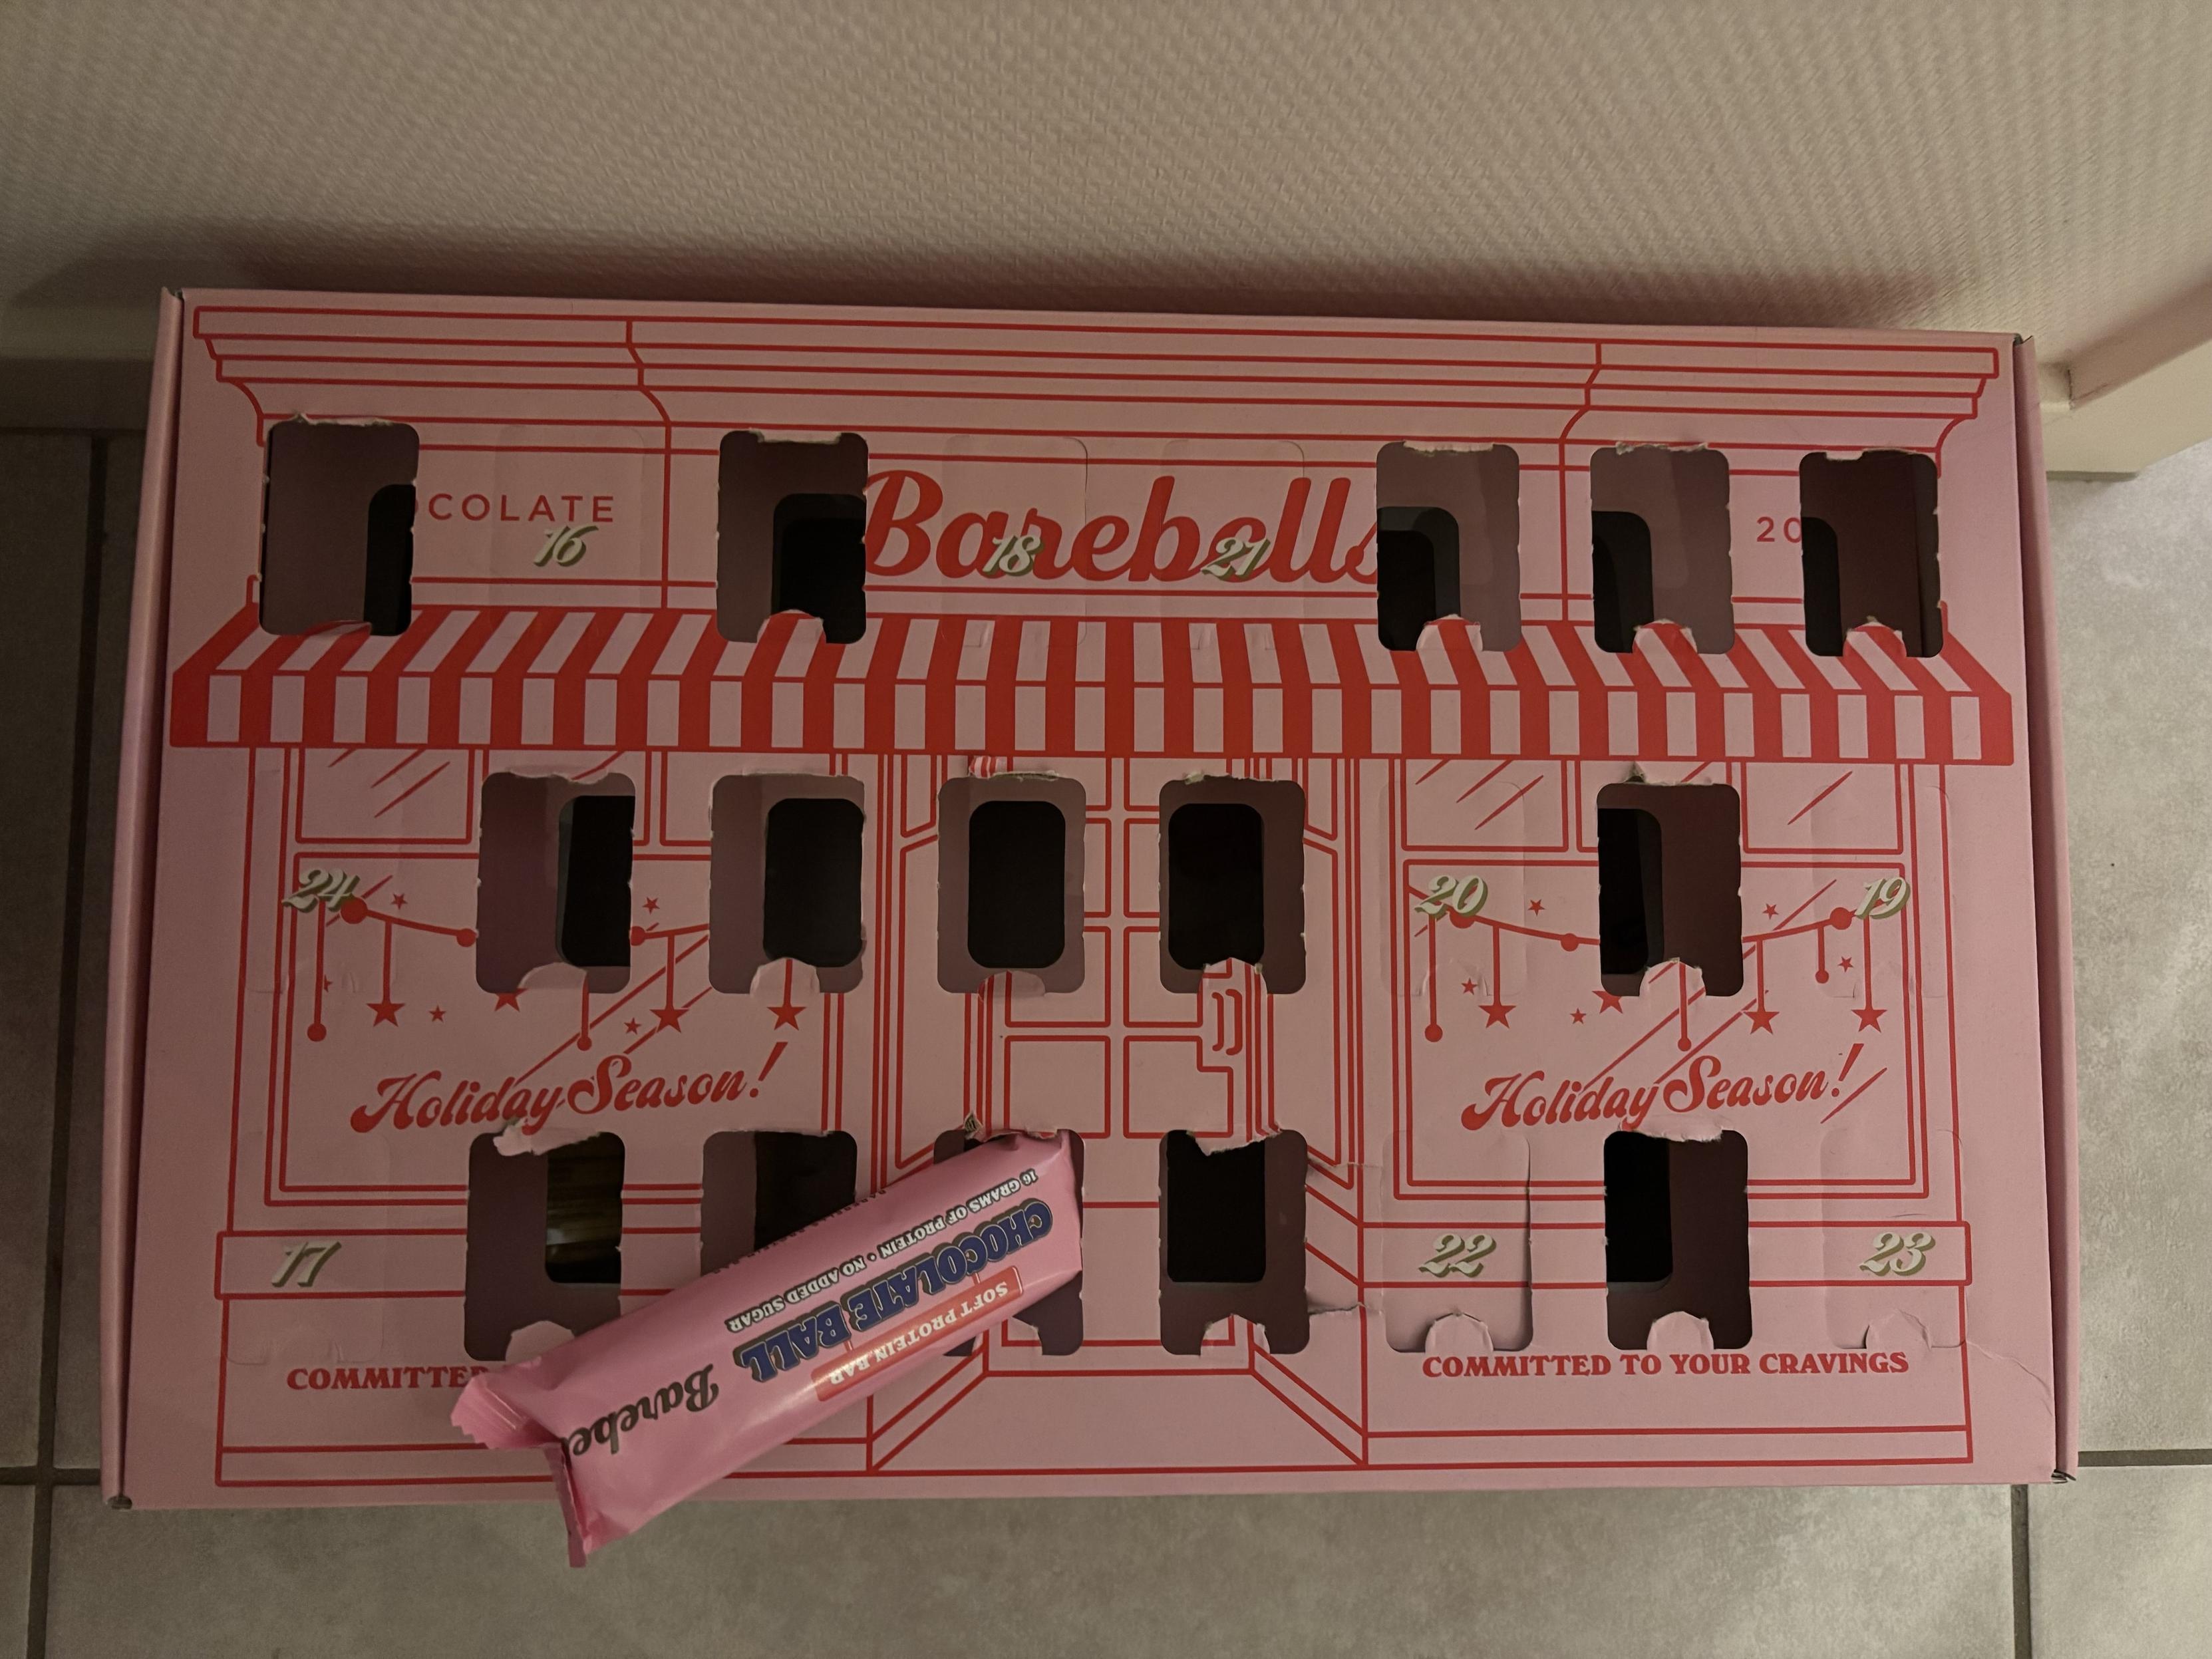 COLATE
16
Barebells
18
21
20
24
20
19
Holiday Season!
Holiday Season!
16 GRAMS OF PROTEIN • NO ADDED SUGAR
CHOCOLATE BALL
SOFT PROTEIN BAR
Barebe
17
22
23
COMMITTED
COMMITTED TO YOUR CRAVINGS